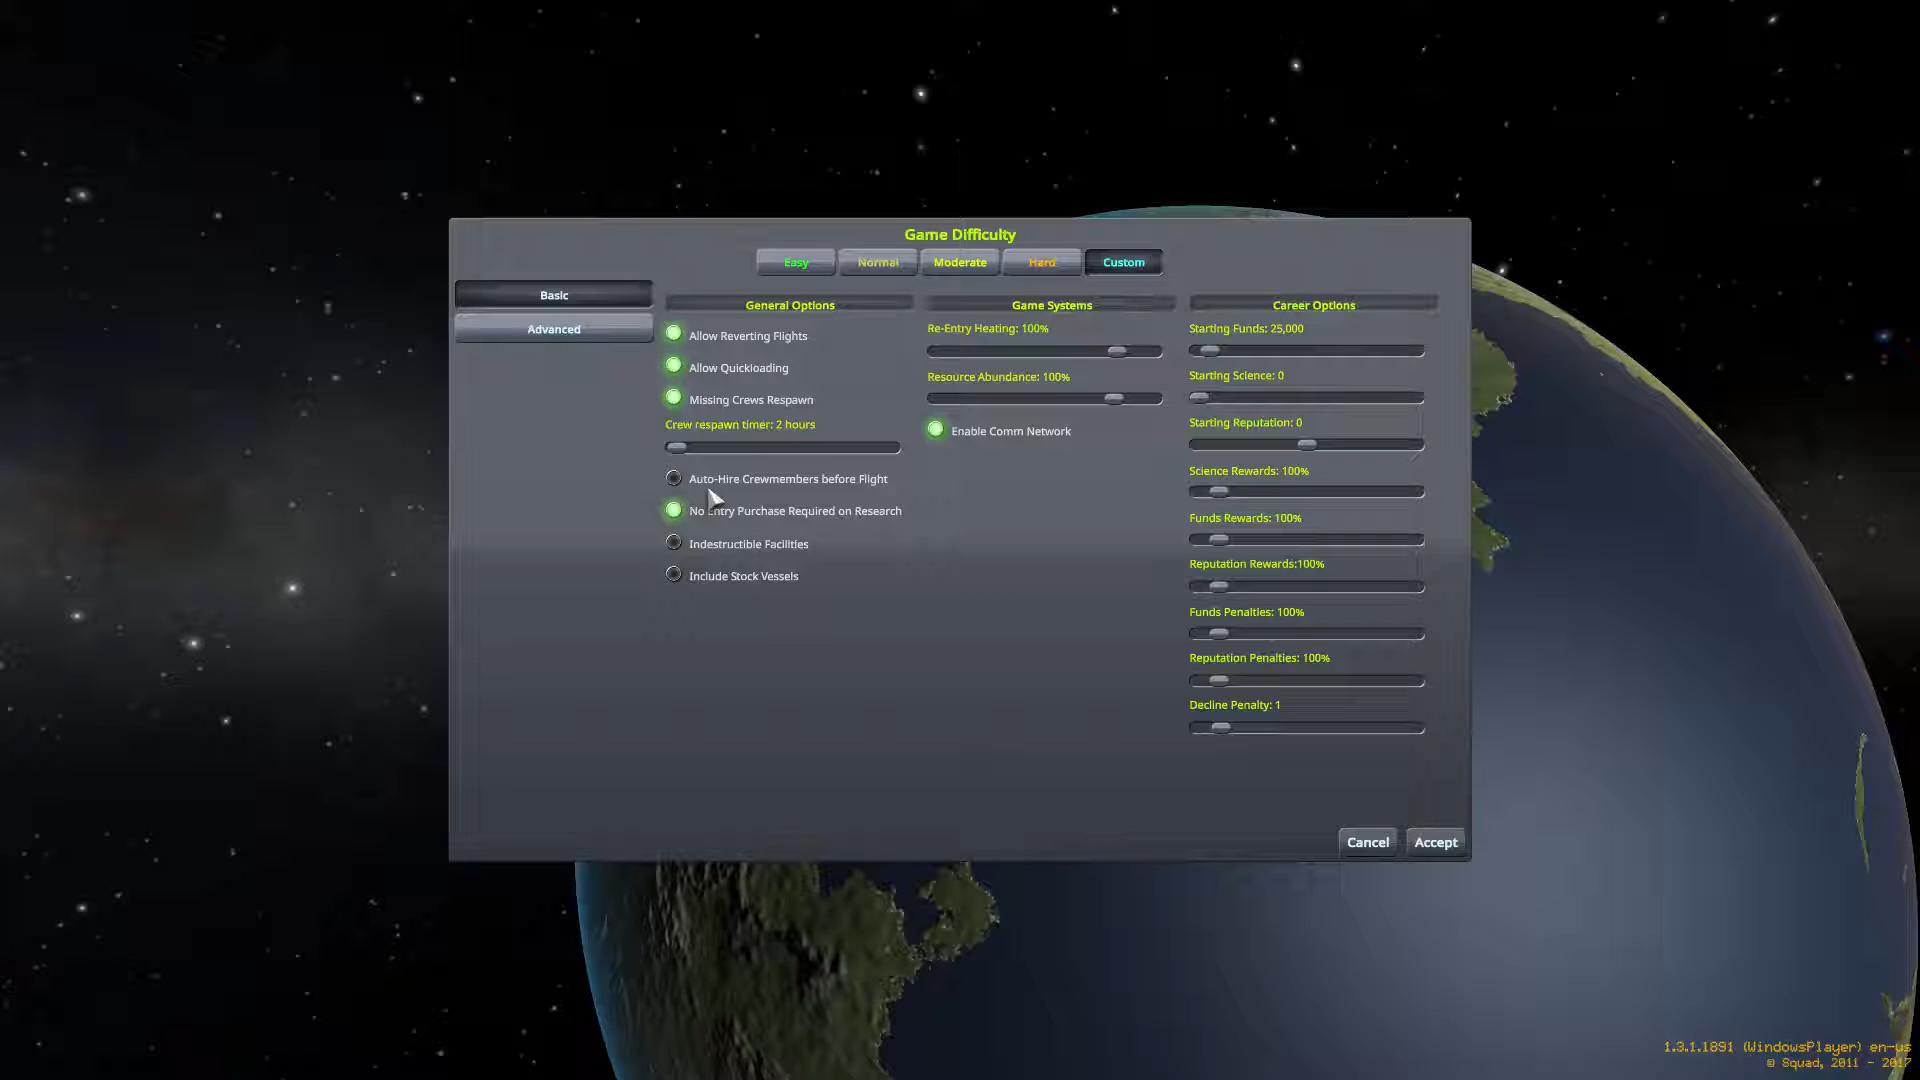 Game Difficulty
Easy Normal Moderate Hard Custom
Basic
Advanced
General Options
Allow Reverting Flights
Allow Quickloading
Missing Crews Respawn
Crew respawn timer: 2 hours
Auto-Hire Crewmembers before Flight
No Entry Purchase Required on Research
Indestructible Facilities
Include Stock Vessels
Game Systems
Re-Entry Heating: 100%
Resource Abundance: 100%
Enable Comm Network
Career Options
Starting Funds: 25,000
Starting Science: 0
Starting Reputation: 0
Science Rewards: 100%
Funds Rewards: 100%
Reputation Rewards:100%
Funds Penalties: 100%
Reputation Penalties: 100%
Decline Penalty: 1
Cancel Accept
1.3.1.1891 (WindowsPlayer) en-us
© Squad, 2011 - 2017